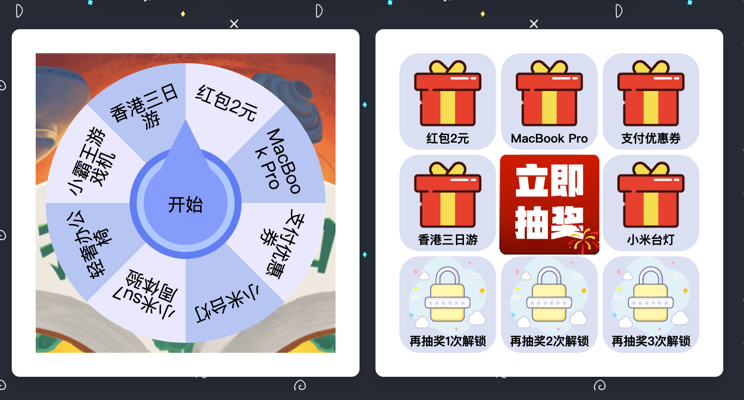 红包2元
MacBoo
k Pro
支付优惠
券
小米台灯
小米su7
周体验
轻奢办公
椅
小霸王游
戏机
香港三日
游
开始
红包2元
MacBook Pro
支付优惠券
香港三日游
立即
抽奖
小米台灯
再抽奖1次解锁
再抽奖2次解锁
再抽奖3次解锁